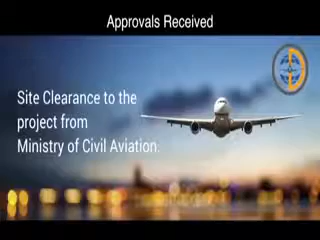 Approvals Received
Site Clearance to the
project from
Ministry of Civil Aviation.